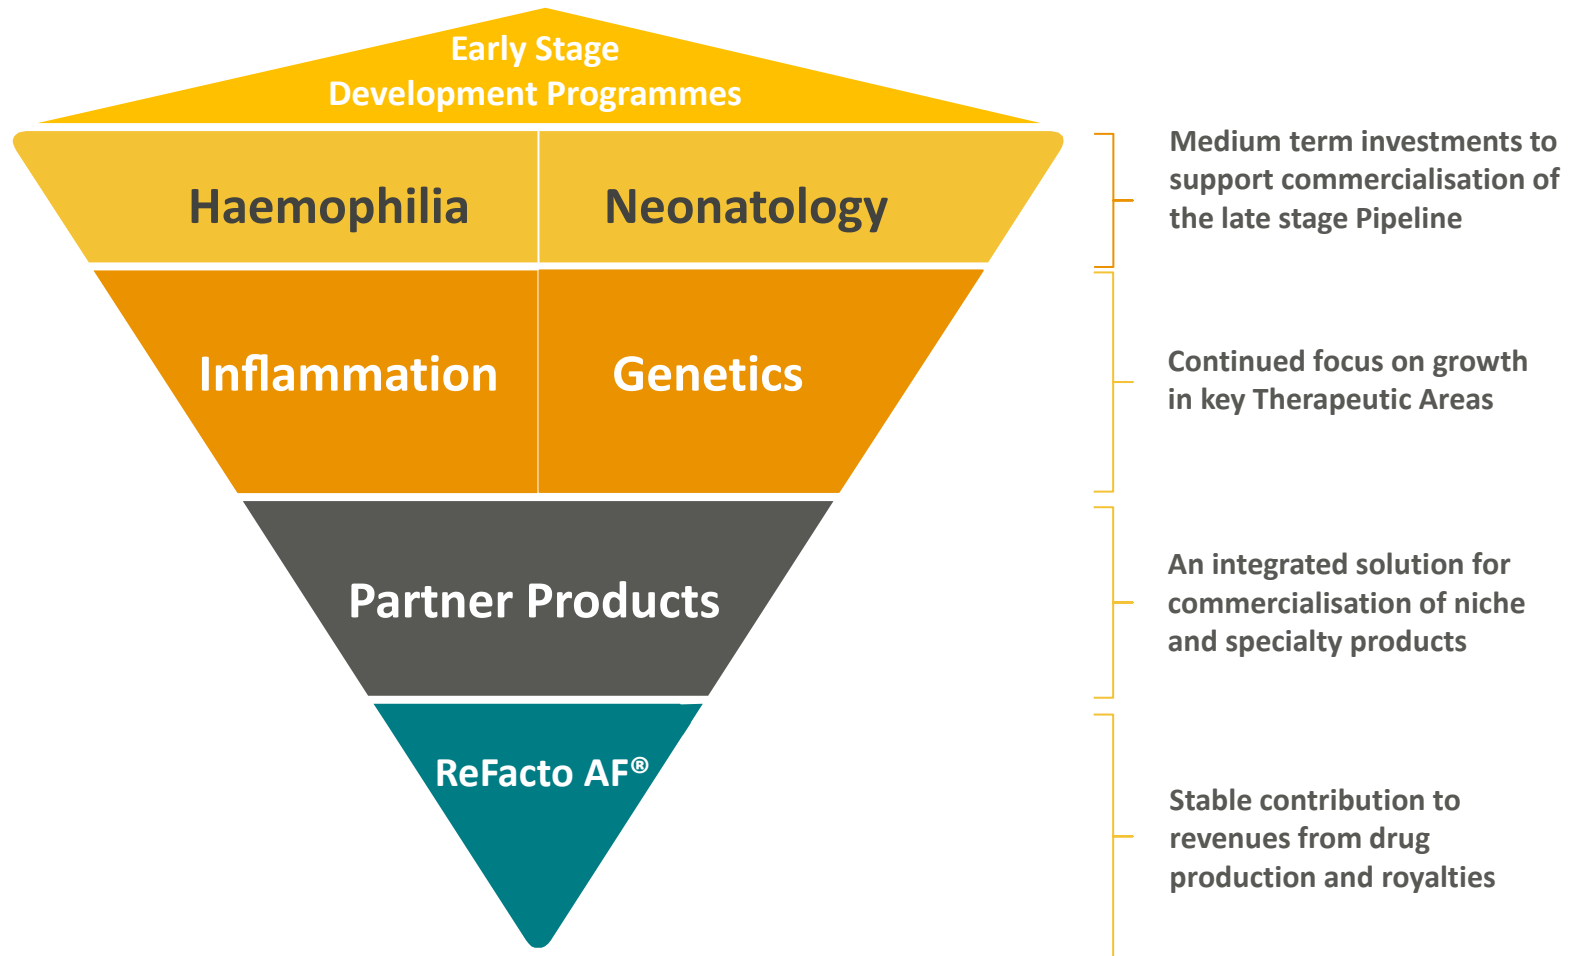 Early Stage
Development Programmes
Haemophilia
Neonatology
Medium term investments to
support commercialisation of
the late stage Pipeline
Inflammation
Genetics
Continued focus on growth
in key Therapeutic Areas
Partner Products
An integrated solution for
commercialisation of niche
and specialty products
ReFacto AF®
Stable contribution to
revenues from drug
production and royalties